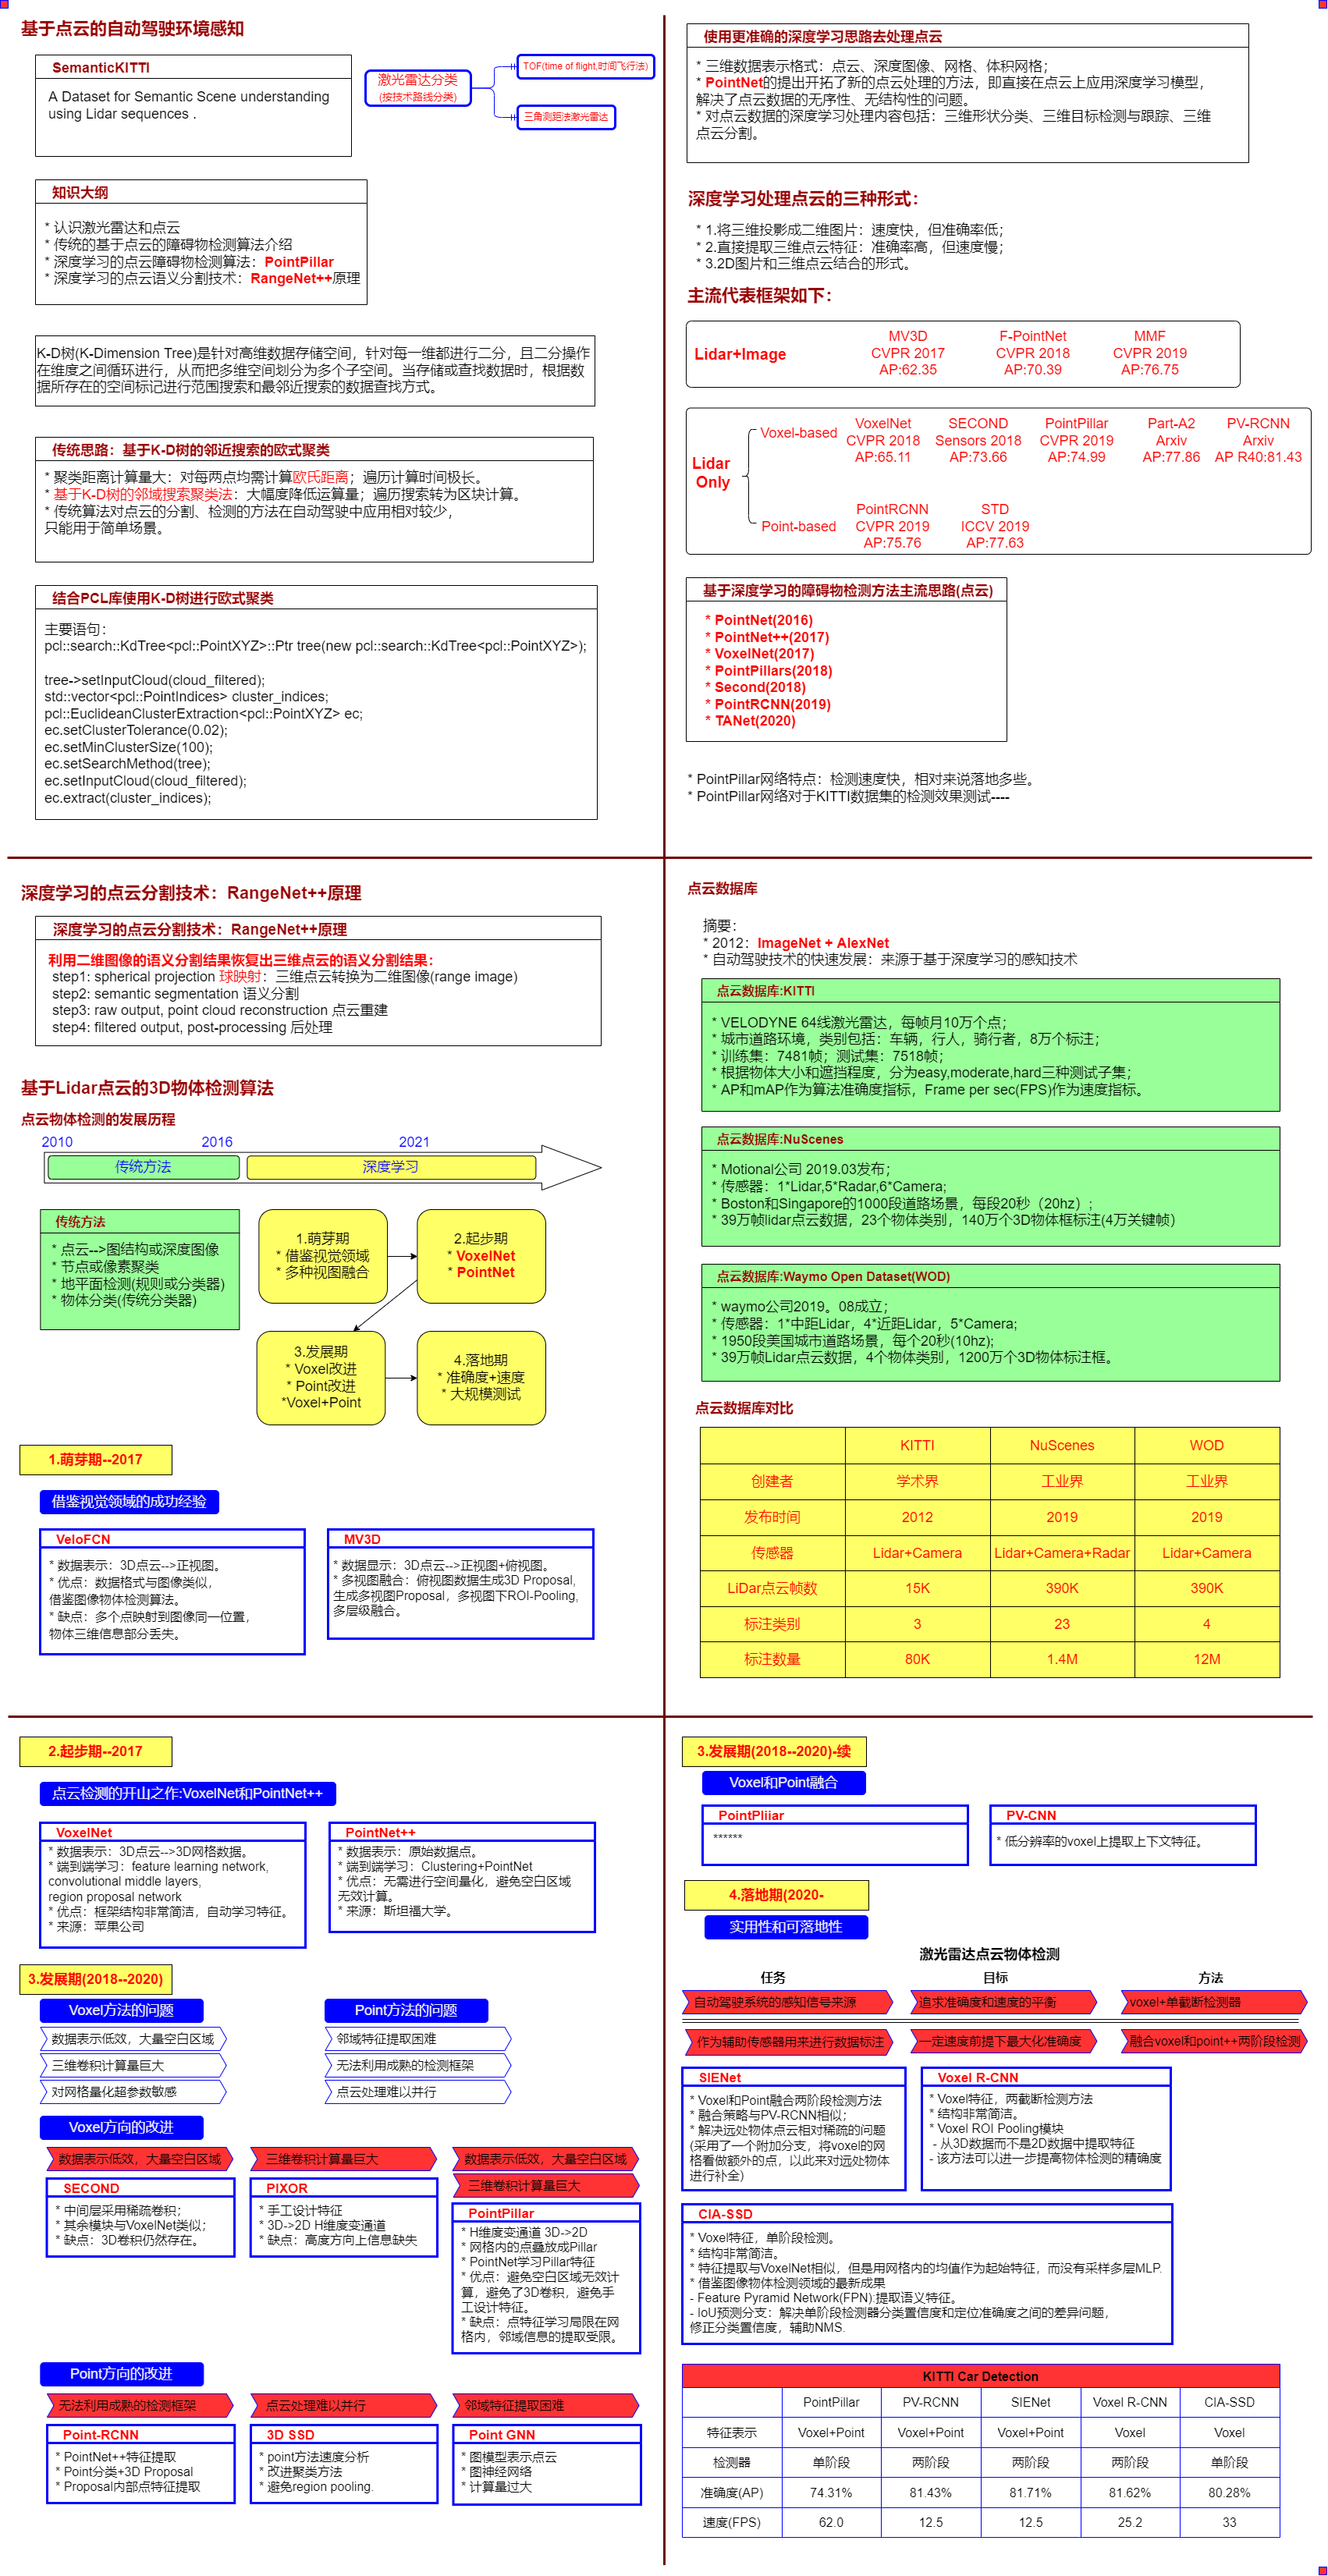 基于点云的自动驾驶环境感知
SemanticKITTI
A Dataset for Semantic Scene understanding
using Lidar sequences .
激光雷达分类
(按技术路线分类)
TOF(time of flight,时间飞行法)
三角测距法激光雷达
知识大纲
* 认识激光雷达和点云
* 传统的基于点云的障碍物检测算法介绍
* 深度学习的点云障碍物检测算法：PointPillar
* 深度学习的点云语义分割技术：RangeNet++原理
K-D树(K-Dimension Tree)是针对高维数据存储空间，针对每一维都进行二分，且二分操作
在维度之间循环进行，从而把多维空间划分为多个子空间。当存储或查找数据时，根据数
据所存在的空间标记进行范围搜索和最邻近搜索的数据查找方式。
传统思路：基于K-D树的邻近搜索的欧式聚类
* 聚类距离计算量大：对每两点均需计算欧氏距离；遍历计算时间极长。
* 基于K-D树的邻域搜索聚类法：大幅度降低运算量；遍历搜索转为区块计算。
* 传统算法对点云的分割、检测的方法在自动驾驶中应用相对较少，
只能用于简单场景。
结合PCL库使用K-D树进行欧式聚类
主要语句：
pcl::search::KdTree<pcl::PointXYZ>::Ptr tree(new pcl::search::KdTree<pcl::PointXYZ>);
tree->setInputCloud(cloud_filtered);
std::vector<pcl::PointIndices> cluster_indices;
pcl::EuclideanClusterExtraction<pcl::PointXYZ> ec;
ec.setClusterTolerance(0.02);
ec.setMinClusterSize(100);
ec.setSearchMethod(tree);
ec.setInputCloud(cloud_filtered);
ec.extract(cluster_indices);
使用更准确的深度学习思路去处理点云
* 三维数据表示格式：点云、深度图像、网格、体积网格；
* PointNet的提出开拓了新的点云处理的方法，即直接在点云上应用深度学习模型，
解决了点云数据的无序性、无结构性的问题。
* 对点云数据的深度学习处理内容包括：三维形状分类、三维目标检测与跟踪、三维
点云分割。
深度学习处理点云的三种形式：
* 1.将三维投影成二维图片：速度快，但准确率低；
* 2.直接提取三维点云特征：准确率高，但速度慢；
* 3.2D图片和三维点云结合的形式。
主流代表框架如下：
Lidar+Image
MV3D
CVPR 2017
AP:62.35
F-PointNet
CVPR 2018
AP:70.39
MMF
CVPR 2019
AP:76.75
Lidar
Only
Voxel-based
VoxelNet
CVPR 2018
AP:65.11
SECOND
Sensors 2018
AP:73.66
PointPillar
CVPR 2019
AP:74.99
Part-A2
Arxiv
AP:77.86
PV-RCNN
Arxiv
AP R40:81.43
Point-based
PointRCNN
CVPR 2019
AP:75.76
STD
ICCV 2019
AP:77.63
基于深度学习的障碍物检测方法主流思路(点云)
* PointNet(2016)
* PointNet++(2017)
* VoxelNet(2017)
* PointPillars(2018)
* Second(2018)
* PointRCNN(2019)
* TANet(2020)
* PointPillar网络特点：检测速度快，相对来说落地多些。
* PointPillar网络对于KITTI数据集的检测效果测试----
深度学习的点云分割技术：RangeNet++原理
深度学习的点云分割技术：RangeNet++原理
利用二维图像的语义分割结果恢复出三维点云的语义分割结果：
step1: spherical projection 球映射：三维点云转换为二维图像(range image)
step2: semantic segmentation 语义分割
step3: raw output, point cloud reconstruction 点云重建
step4: filtered output, post-processing 后处理
基于Lidar点云的3D物体检测算法
点云物体检测的发展历程
2010
2016
2021
传统方法
深度学习
传统方法
* 点云-->图结构或深度图像
* 节点或像素聚类
* 地平面检测(规则或分类器)
* 物体分类(传统分类器)
1.萌芽期
* 借鉴视觉领域
* 多种视图融合
2.起步期
* VoxelNet
* PointNet
3.发展期
* Voxel改进
* Point改进
*Voxel+Point
4.落地期
* 准确度+速度
* 大规模测试
1.萌芽期--2017
借鉴视觉领域的成功经验
VeloFCN
* 数据表示：3D点云-->正视图。
* 优点：数据格式与图像类似，
借鉴图像物体检测算法。
* 缺点：多个点映射到图像同一位置，
物体三维信息部分丢失。
MV3D
* 数据显示：3D点云-->正视图+俯视图。
* 多视图融合：俯视图数据生成3D Proposal,
生成多视图Proposal，多视图下ROI-Pooling,
多层级融合。
点云数据库
摘要：
* 2012：ImageNet + AlexNet
* 自动驾驶技术的快速发展：来源于基于深度学习的感知技术
点云数据库:KITTI
* VELODYNE 64线激光雷达，每帧月10万个点；
* 城市道路环境，类别包括：车辆，行人，骑行者，8万个标注；
* 训练集：7481帧；测试集：7518帧；
* 根据物体大小和遮挡程度，分为easy,moderate,hard三种测试子集；
* AP和mAP作为算法准确度指标，Frame per sec(FPS)作为速度指标。
点云数据库:NuScenes
* Motional公司 2019.03发布；
* 传感器：1*Lidar,5*Radar,6*Camera;
* Boston和Singapore的1000段道路场景，每段20秒（20hz）;
* 39万帧lidar点云数据，23个物体类别，140万个3D物体框标注(4万关键帧）
点云数据库:Waymo Open Dataset(WOD)
* waymo公司2019。08成立；
* 传感器：1*中距Lidar，4*近距Lidar，5*Camera;
* 1950段美国城市道路场景，每个20秒(10hz);
* 39万帧Lidar点云数据，4个物体类别，1200万个3D物体标注框。
点云数据库对比
KITTI NuScenes WOD
创建者 学术界 工业界 工业界
发布时间 2012 2019 2019
传感器 Lidar+Camera Lidar+Camera+Radar Lidar+Camera
LiDar点云帧数 15K 390K 390K
标注类别 3 23 4
标注数量 80K 1.4M 12M
2.起步期--2017
点云检测的开山之作:VoxelNet和PointNet++
VoxelNet
* 数据表示：3D点云-->3D网格数据。
* 端到端学习：feature learning network,
convolutional middle layers,
region proposal network
* 优点：框架结构非常简洁，自动学习特征。
* 来源：苹果公司
PointNet++
* 数据表示：原始数据点。
* 端到端学习：Clustering+PointNet
* 优点：无需进行空间量化，避免空白区域
无效计算。
* 来源：斯坦福大学。
3.发展期(2018--2020)
Voxel方法的问题
数据表示低效，大量空白区域
三维卷积计算量巨大
对网格量化超参数敏感
Point方法的问题
邻域特征提取困难
无法利用成熟的检测框架
点云处理难以并行
Voxel方向的改进
数据表示低效，大量空白区域
SECOND
* 中间层采用稀疏卷积；
* 其余模块与VoxelNet类似；
* 缺点：3D卷积仍然存在。
三维卷积计算量巨大
PIXOR
* 手工设计特征
* 3D->2D H维度变通道
* 缺点：高度方向上信息缺失
数据表示低效，大量空白区域
三维卷积计算量巨大
PointPillar
* H维度变通道 3D->2D
* 网格内的点叠放成Pillar
* PointNet学习Pillar特征
* 优点：避免空白区域无效计
算，避免了3D卷积，避免手
工设计特征。
* 缺点：点特征学习局限在网
格内，邻域信息的提取受限。
Point方向的改进
无法利用成熟的检测框架
Point-RCNN
* PointNet++特征提取
* Point分类+3D Proposal
* Proposal内部点特征提取
点云处理难以并行
3D SSD
* point方法速度分析
* 改进聚类方法
* 避免region pooling.
邻域特征提取困难
Point GNN
* 图模型表示点云
* 图神经网络
* 计算量过大
3.发展期(2018--2020)-续
Voxel和Point融合
PointPliiar
******
PV-CNN
* 低分辨率的voxel上提取上下文特征。
4.落地期(2020-
实用性和可落地性
激光雷达点云物体检测
任务 目标 方法
自动驾驶系统的感知信号来源 追求准确度和速度的平衡 voxel+单截断检测器
作为辅助传感器用来进行数据标注 一定速度前提下最大化准确度 融合voxel和point++两阶段检测
SIENet
* Voxel和Point融合两阶段检测方法
* 融合策略与PV-RCNN相似；
* 解决远处物体点云相对稀疏的问题
(采用了一个附加分支，将voxel的网
格看做额外的点，以此来对远处物体
进行补全)
Voxel R-CNN
* Voxel特征，两截断检测方法
* 结构非常简洁。
* Voxel ROI Pooling模块
- 从3D数据而不是2D数据中提取特征
- 该方法可以进一步提高物体检测的精确度
CIA-SSD
* Voxel特征，单阶段检测。
* 结构非常简洁。
* 特征提取与VoxelNet相似，但是用网格内的均值作为起始特征，而没有采样多层MLP.
* 借鉴图像物体检测领域的最新成果
- Feature Pyramid Network(FPN):提取语义特征。
- IoU预测分支：解决单阶段检测器分类置信度和定位准确度之间的差异问题，
修正分类置信度，辅助NMS.
KITTI Car Detection
PointPillar PV-RCNN SIENet Voxel R-CNN CIA-SSD
特征表示 Voxel+Point Voxel+Point Voxel+Point Voxel Voxel
检测器 单阶段 两阶段 两阶段 两阶段 单阶段
准确度(AP) 74.31% 81.43% 81.71% 81.62% 80.28%
速度(FPS) 62.0 12.5 12.5 25.2 33